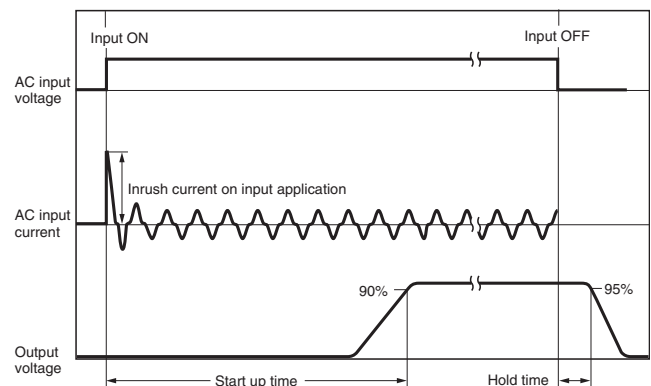 Input ON
Input OFF
AC input
voltage
Inrush current on input application
AC input
current
90%
95%
Output
voltage
Start up time
Hold time